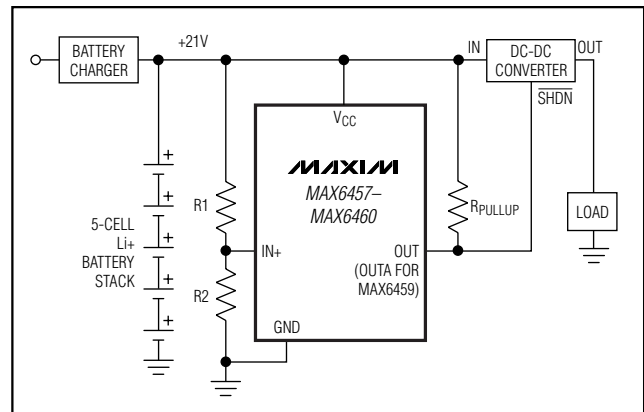 BATTERY
CHARGER
+21V
IN
DC-DC
CONVERTER
OUT
SHDN
VCC
MAXIM
MAX6457–
MAX6460
R1
RPULLUP
LOAD
5-CELL
Li+
BATTERY
STACK
+
+
+
+
+
IN+
OUT
(OUTA FOR
MAX6459)
R2
GND